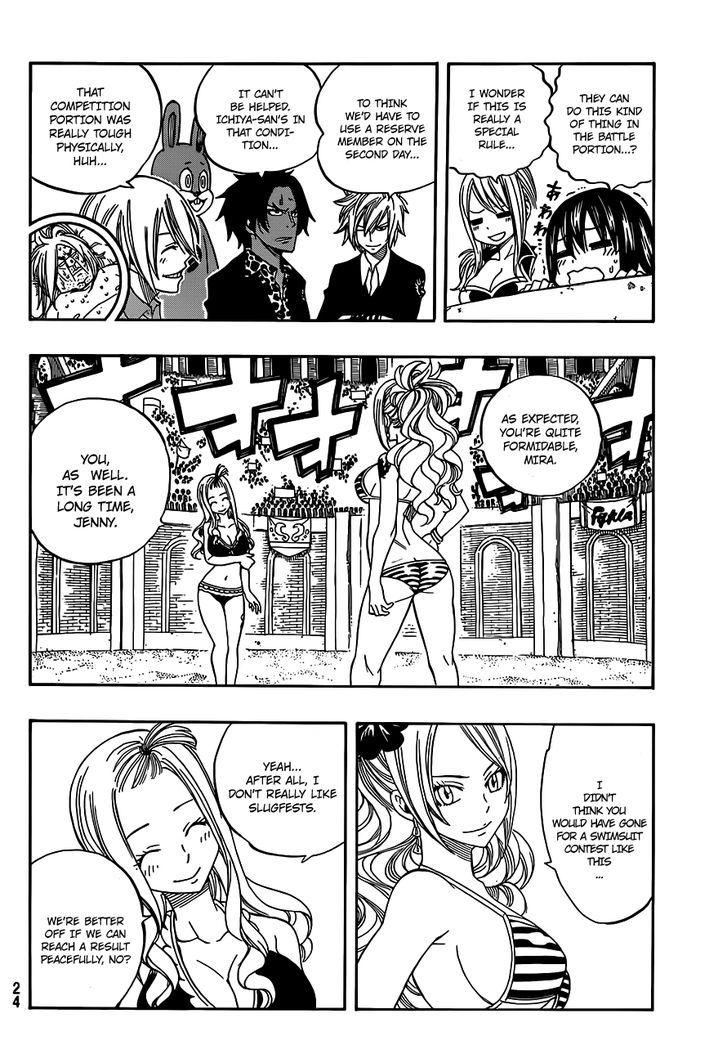 THEY CAN
DO THIS KIND
OF THING IN
THE BATTLE
PORTION...?
I WONDER
IF THIS IS
REALLY A
SPECIAL
RULE...
あわわわ
TO THINK
WE'D HAVE TO
USE A RESERVE
MEMBER ON THE
SECOND DAY...
IT CAN'T
BE HELPED.
ICHIYA-SAN'S IN
THAT CONDI-
TION...
THAT
COMPETITION
PORTION WAS
REALLY TOUGH
PHYSICALLY,
HUH...
AS EXPECTED,
YOU'RE QUITE
FORMIDABLE,
MIRA.
YOU,
AS WELL.
IT'S BEEN A
LONG TIME,
JENNY.
I
DIDN'T
THINK YOU
WOULD HAVE GONE
FOR A SWIMSUIT
CONTEST LIKE
THIS
...
YEAH...
AFTER ALL, I
DON'T REALLY LIKE
SLUGFESTS.
WE'RE BETTER
OFF IF WE CAN
REACH A RESULT
PEACEFULLY, NO?
24